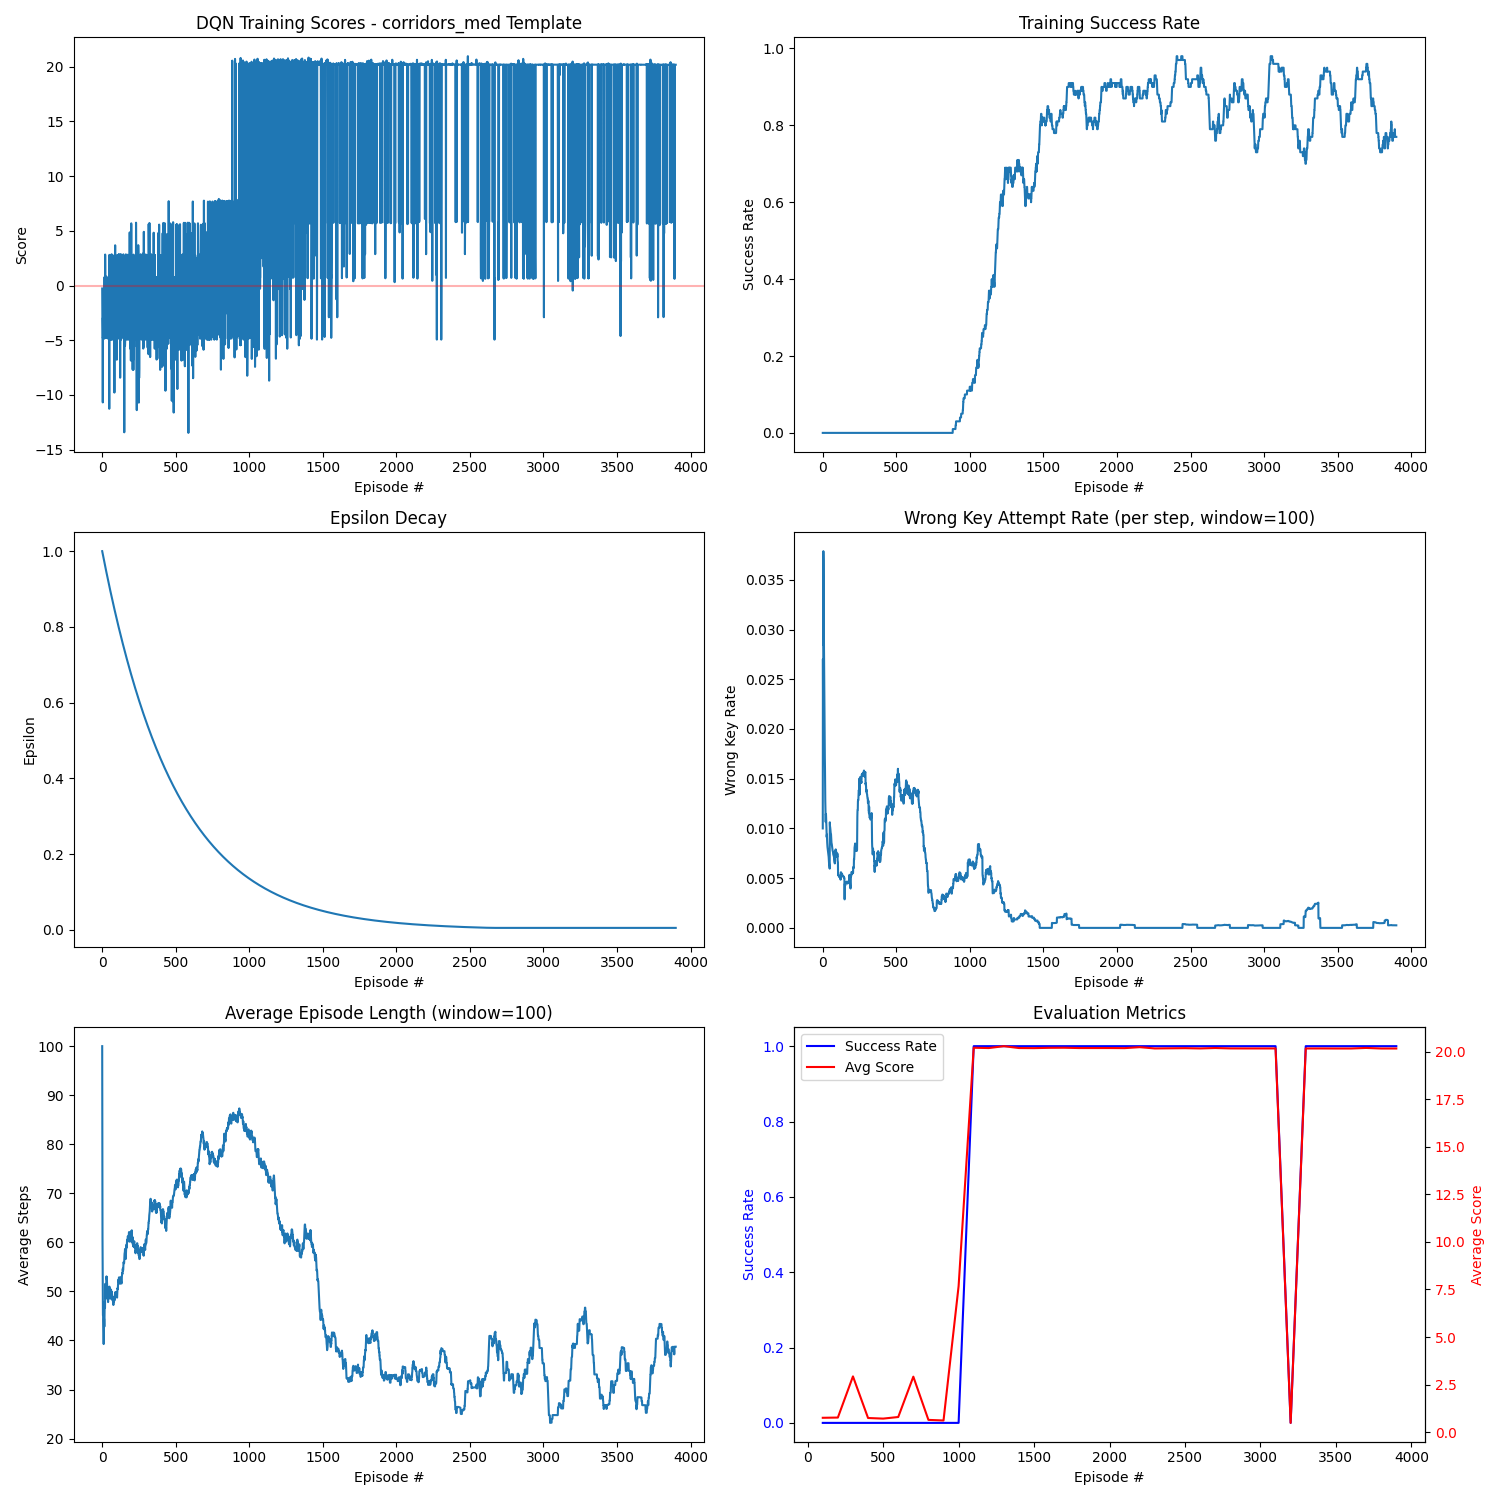 DQN Training Scores - corridors_med Template
20
15
10
5
0
−5
−10
−15
Score
0 500 1000 1500 2000 2500 3000 3500 4000
Episode #
Training Success Rate
1.0
0.8
0.6
0.4
0.2
0.0
Success Rate
0 500 1000 1500 2000 2500 3000 3500 4000
Episode #
Epsilon Decay
1.0
0.8
0.6
0.4
0.2
0.0
Epsilon
0 500 1000 1500 2000 2500 3000 3500 4000
Episode #
Wrong Key Attempt Rate (per step, window=100)
0.035
0.030
0.025
0.020
0.015
0.010
0.005
0.000
Wrong Key Rate
0 500 1000 1500 2000 2500 3000 3500 4000
Episode #
Average Episode Length (window=100)
100
90
80
70
60
50
40
30
20
Average Steps
0 500 1000 1500 2000 2500 3000 3500 4000
Episode #
Evaluation Metrics
Success Rate
Avg Score
1.0
0.8
0.6
0.4
0.2
0.0
Success Rate
20.0
17.5
15.0
12.5
10.0
7.5
5.0
2.5
0.0
Average Score
0 500 1000 1500 2000 2500 3000 3500 4000
Episode #